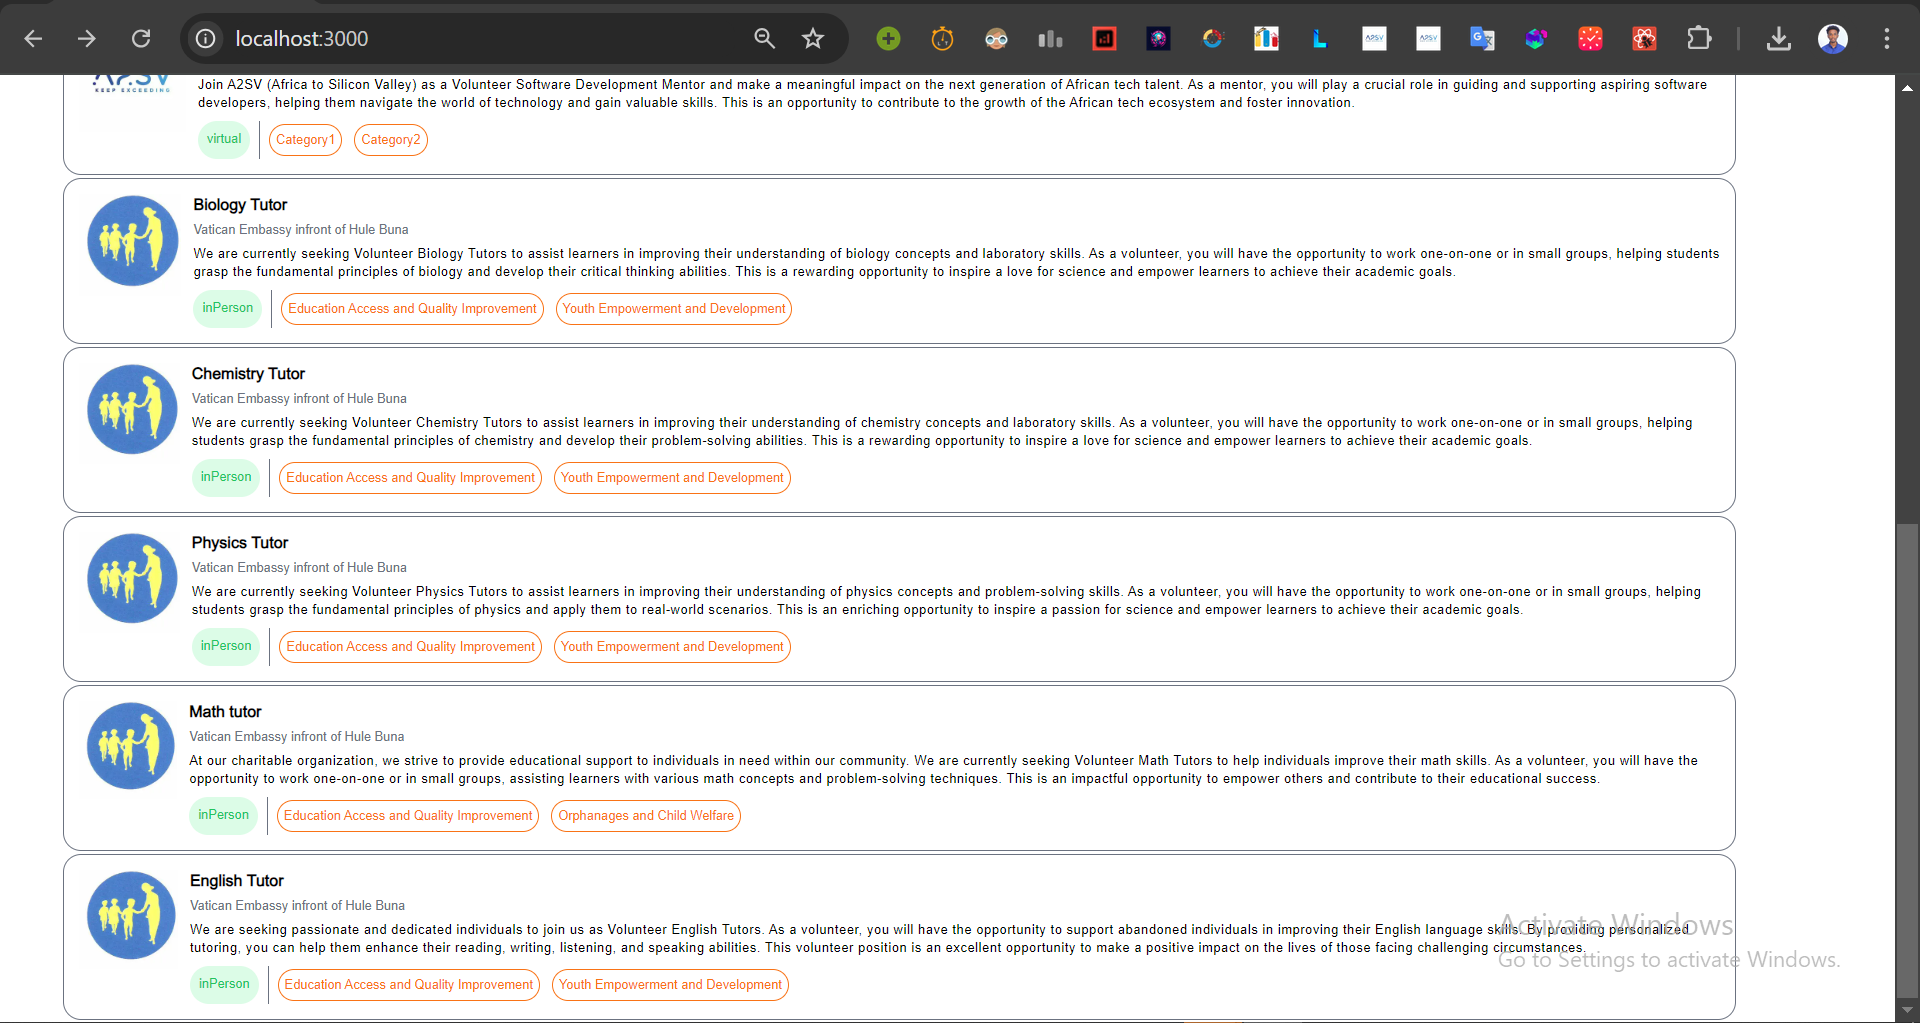 localhost:3000
A2SV
KEEP EXCEEDING
Join A2SV (Africa to Silicon Valley) as a Volunteer Software Development Mentor and make a meaningful impact on the next generation of African tech talent. As a mentor, you will play a crucial role in guiding and supporting aspiring software
developers, helping them navigate the world of technology and gain valuable skills. This is an opportunity to contribute to the growth of the African tech ecosystem and foster innovation.
virtual Category1 Category2
Biology Tutor
Vatican Embassy infront of Hule Buna
We are currently seeking Volunteer Biology Tutors to assist learners in improving their understanding of biology concepts and laboratory skills. As a volunteer, you will have the opportunity to work one-on-one or in small groups, helping students
grasp the fundamental principles of biology and develop their critical thinking abilities. This is a rewarding opportunity to inspire a love for science and empower learners to achieve their academic goals.
inPerson Education Access and Quality Improvement Youth Empowerment and Development
Chemistry Tutor
Vatican Embassy infront of Hule Buna
We are currently seeking Volunteer Chemistry Tutors to assist learners in improving their understanding of chemistry concepts and laboratory skills. As a volunteer, you will have the opportunity to work one-on-one or in small groups, helping
students grasp the fundamental principles of chemistry and develop their problem-solving abilities. This is a rewarding opportunity to inspire a love for science and empower learners to achieve their academic goals.
inPerson Education Access and Quality Improvement Youth Empowerment and Development
Physics Tutor
Vatican Embassy infront of Hule Buna
We are currently seeking Volunteer Physics Tutors to assist learners in improving their understanding of physics concepts and problem-solving skills. As a volunteer, you will have the opportunity to work one-on-one or in small groups, helping
students grasp the fundamental principles of physics and apply them to real-world scenarios. This is an enriching opportunity to inspire a passion for science and empower learners to achieve their academic goals.
inPerson Education Access and Quality Improvement Youth Empowerment and Development
Math tutor
Vatican Embassy infront of Hule Buna
At our charitable organization, we strive to provide educational support to individuals in need within our community. We are currently seeking Volunteer Math Tutors to help individuals improve their math skills. As a volunteer, you will have the
opportunity to work one-on-one or in small groups, assisting learners with various math concepts and problem-solving techniques. This is an impactful opportunity to empower others and contribute to their educational success.
inPerson Education Access and Quality Improvement Orphanages and Child Welfare
English Tutor
Vatican Embassy infront of Hule Buna
We are seeking passionate and dedicated individuals to join us as Volunteer English Tutors. As a volunteer, you will have the opportunity to support abandoned individuals in improving their English language skills. By providing personalized
tutoring, you can help them enhance their reading, writing, listening, and speaking abilities. This volunteer position is an excellent opportunity to make a positive impact on the lives of those facing challenging circumstances.
inPerson Education Access and Quality Improvement Youth Empowerment and Development
Activate Windows
Go to Settings to activate Windows.